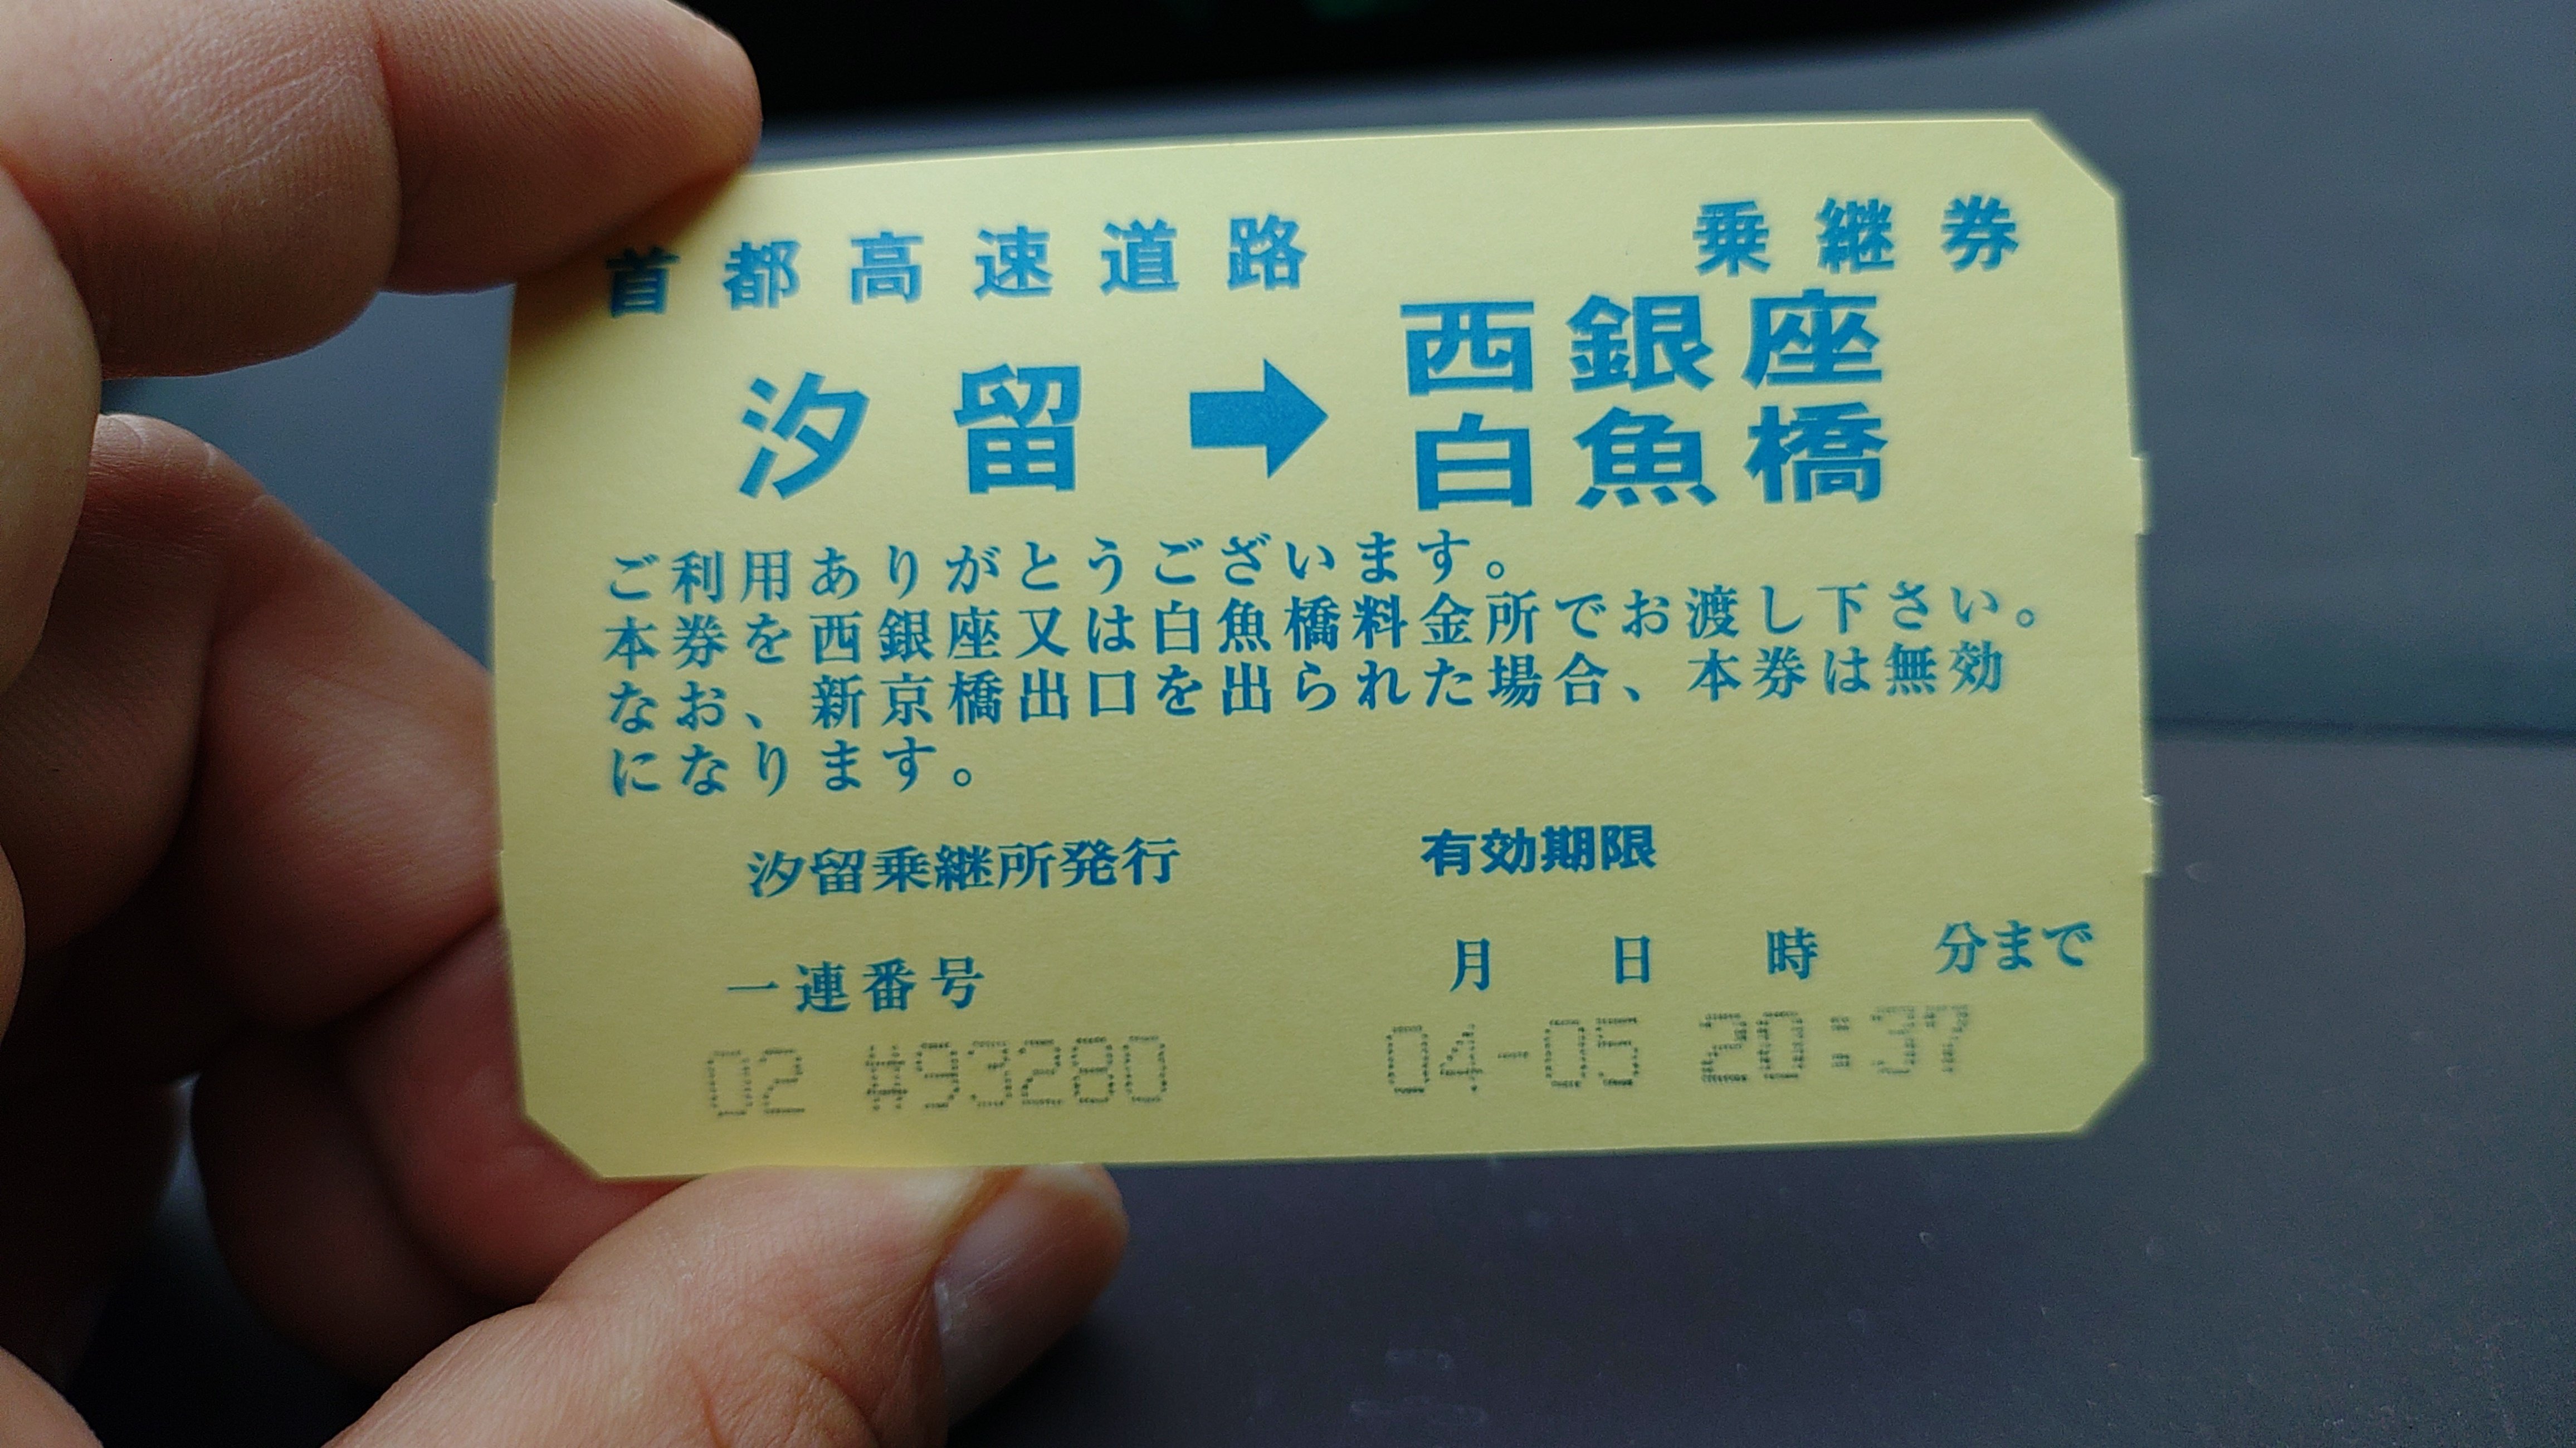 首都高速道路 乗継券
汐留 ➡ 西銀座
白魚橋
ご利用ありがとうございます。
本券を西銀座又は白魚橋料金所でお渡し下さい。
なお、新京橋出口を出られた場合、本券は無効
になります。
汐留乗継所発行 有効期限
一連番号 月 日 時 分まで
02 #93280 04-05 20:37